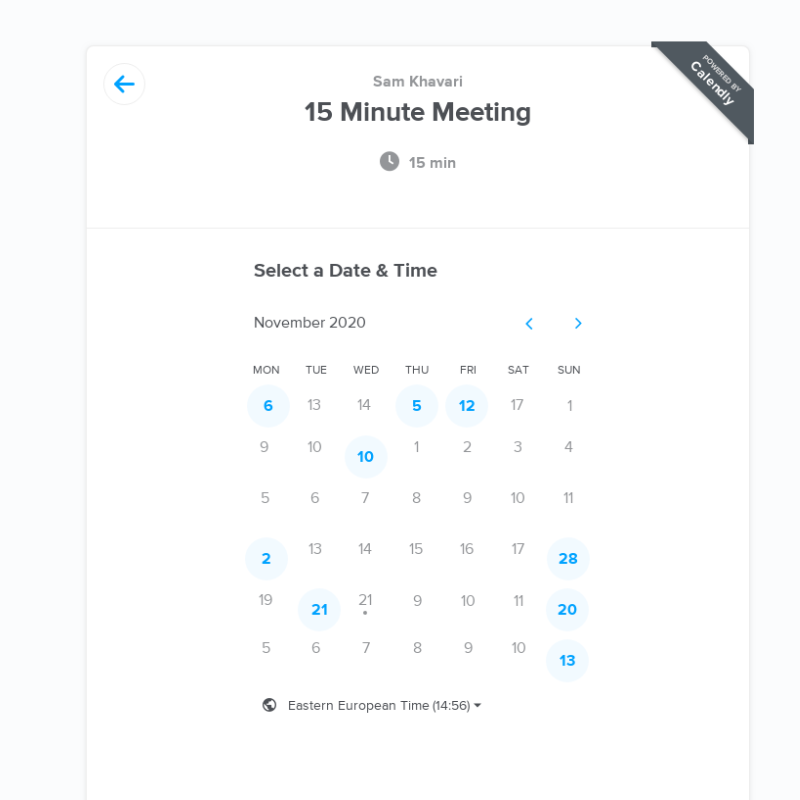 POWERED BY
Calendly
Sam Khavari
15 Minute Meeting
15 min
Select a Date & Time
November 2020
MON TUE WED THU FRI SAT SUN
6 13 14 5 12 17 1
9 10 10 1 2 3 4
5 6 7 8 9 10 11
2 13 14 15 16 17 28
19 21 21 9 10 11 20
5 6 7 8 9 10 13
Eastern European Time (14:56)